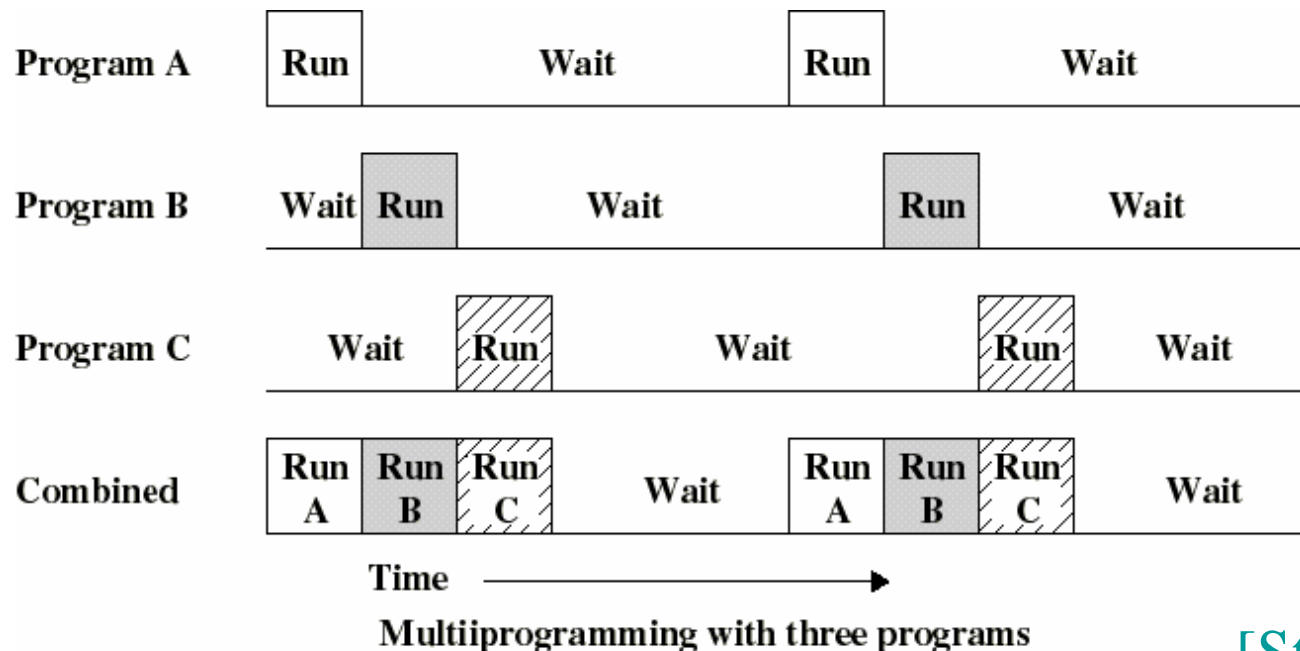 Program A Run Wait Run Wait
Program B Wait Run Wait Run Wait
Program C Wait Run Wait Run Wait
Combined Run A Run B Run C Wait Run A Run B Run C Wait
Time
Multiiprogramming with three programs
[St